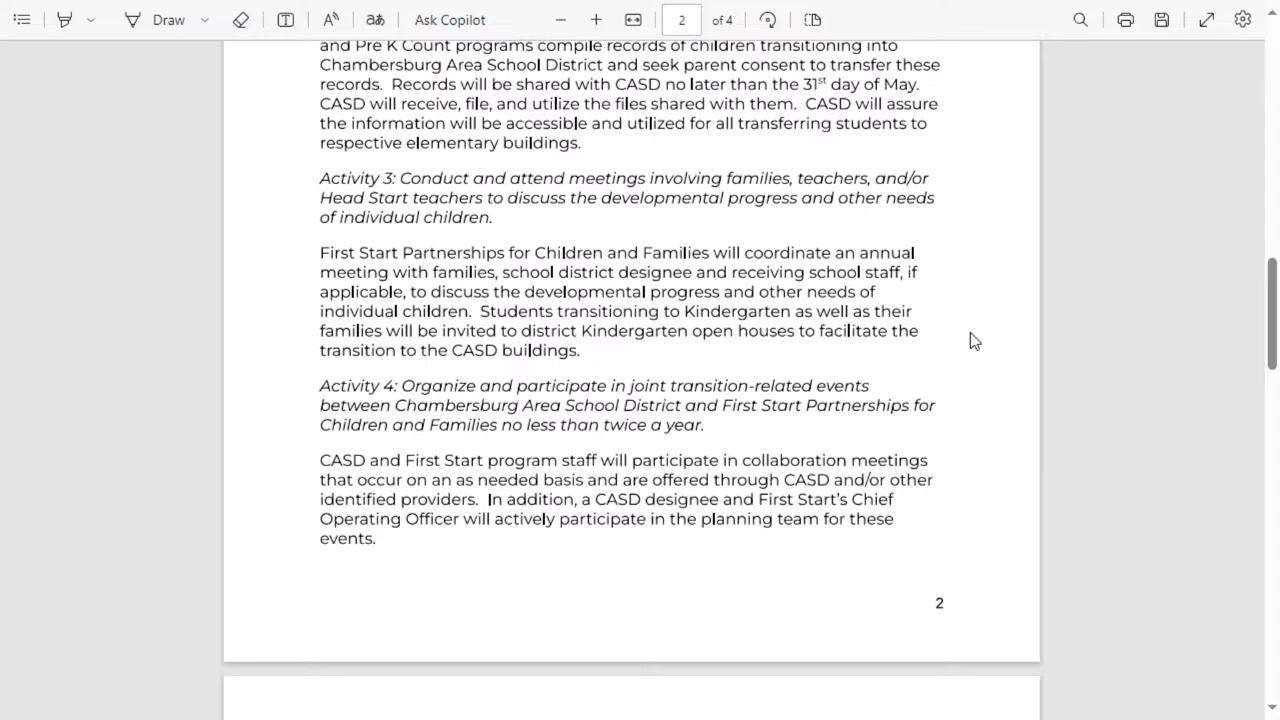 Draw
Ask Copilot
2
of 4
and Pre K Count programs compile records of children transitioning into
Chambersburg Area School District and seek parent consent to transfer these
records.  Records will be shared with CASD no later than the 31st day of May.
CASD will receive, file, and utilize the files shared with them.  CASD will assure
the information will be accessible and utilized for all transferring students to
respective elementary buildings.
Activity 3: Conduct and attend meetings involving families, teachers, and/or
Head Start teachers to discuss the developmental progress and other needs
of individual children.
First Start Partnerships for Children and Families will coordinate an annual
meeting with families, school district designee and receiving school staff, if
applicable, to discuss the developmental progress and other needs of
individual children.  Students transitioning to Kindergarten as well as their
families will be invited to district Kindergarten open houses to facilitate the
transition to the CASD buildings.
Activity 4: Organize and participate in joint transition-related events
between Chambersburg Area School District and First Start Partnerships for
Children and Families no less than twice a year.
CASD and First Start program staff will participate in collaboration meetings
that occur on an as needed basis and are offered through CASD and/or other
identified providers.  In addition, a CASD designee and First Start's Chief
Operating Officer will actively participate in the planning team for these
events.
2